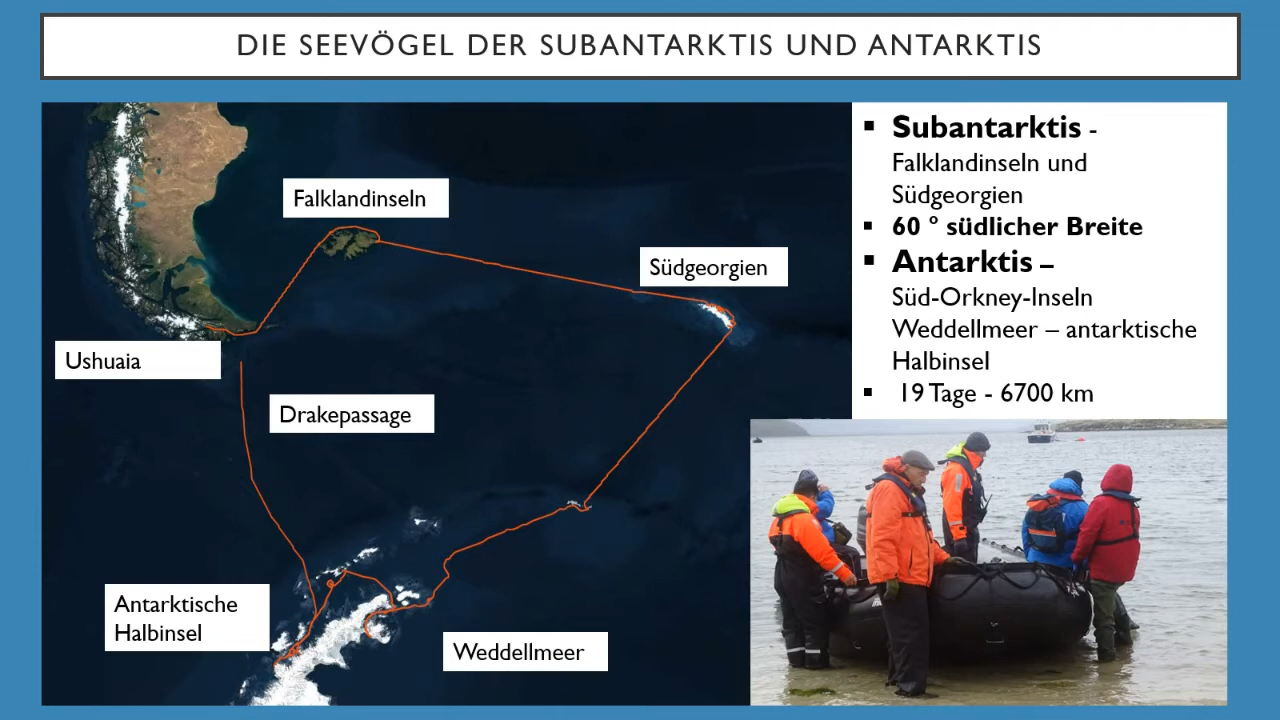 DIE SEEVÖGEL DER SUBANTARKTIS UND ANTARKTIS
Falklandinseln
Südgeorgien
Ushuaia
Drakepassage
Antarktische
Halbinsel
Weddellmeer
▪ Subantarktis -
Falklandinseln und
Südgeorgien
▪ 60 ° südlicher Breite
▪ Antarktis –
Süd-Orkney-Inseln
Weddellmeer – antarktische
Halbinsel
▪ 19 Tage - 6700 km